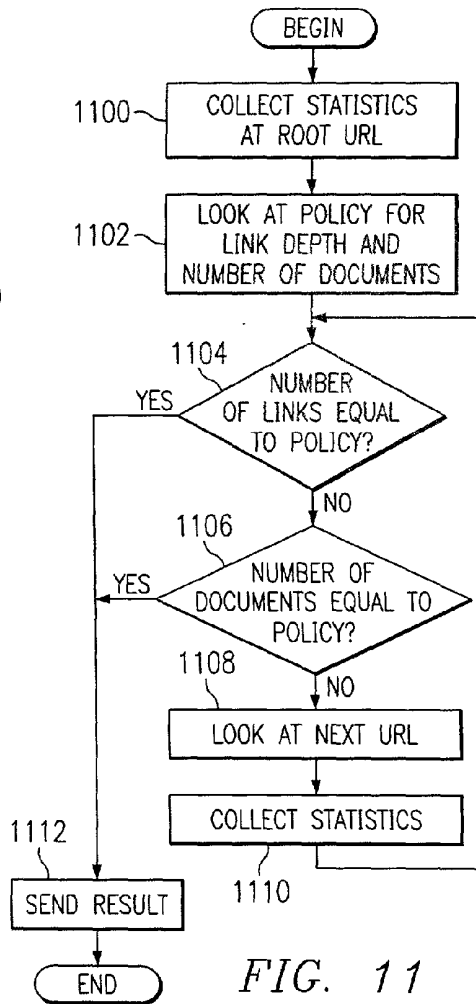 BEGIN
1100
COLLECT STATISTICS
AT ROOT URL
1102
LOOK AT POLICY FOR
LINK DEPTH AND
NUMBER OF DOCUMENTS
1104
NUMBER
OF LINKS EQUAL
TO POLICY?
YES
NO
1106
NUMBER OF
DOCUMENTS EQUAL TO
POLICY?
YES
NO
1108
LOOK AT NEXT URL
COLLECT STATISTICS
1110
1112
SEND RESULT
END
FIG. 11